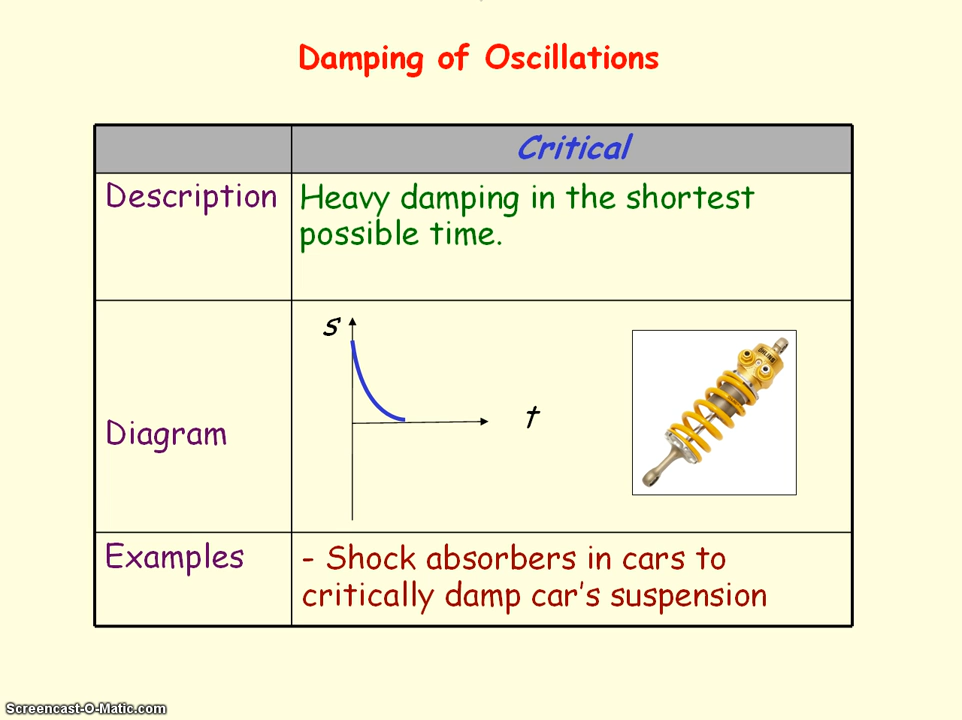 Damping of Oscillations
Critical
Description
Heavy damping in the shortest
possible time.
s
t
Diagram
Examples
- Shock absorbers in cars to
critically damp car's suspension
Screencast-O-Matic.com